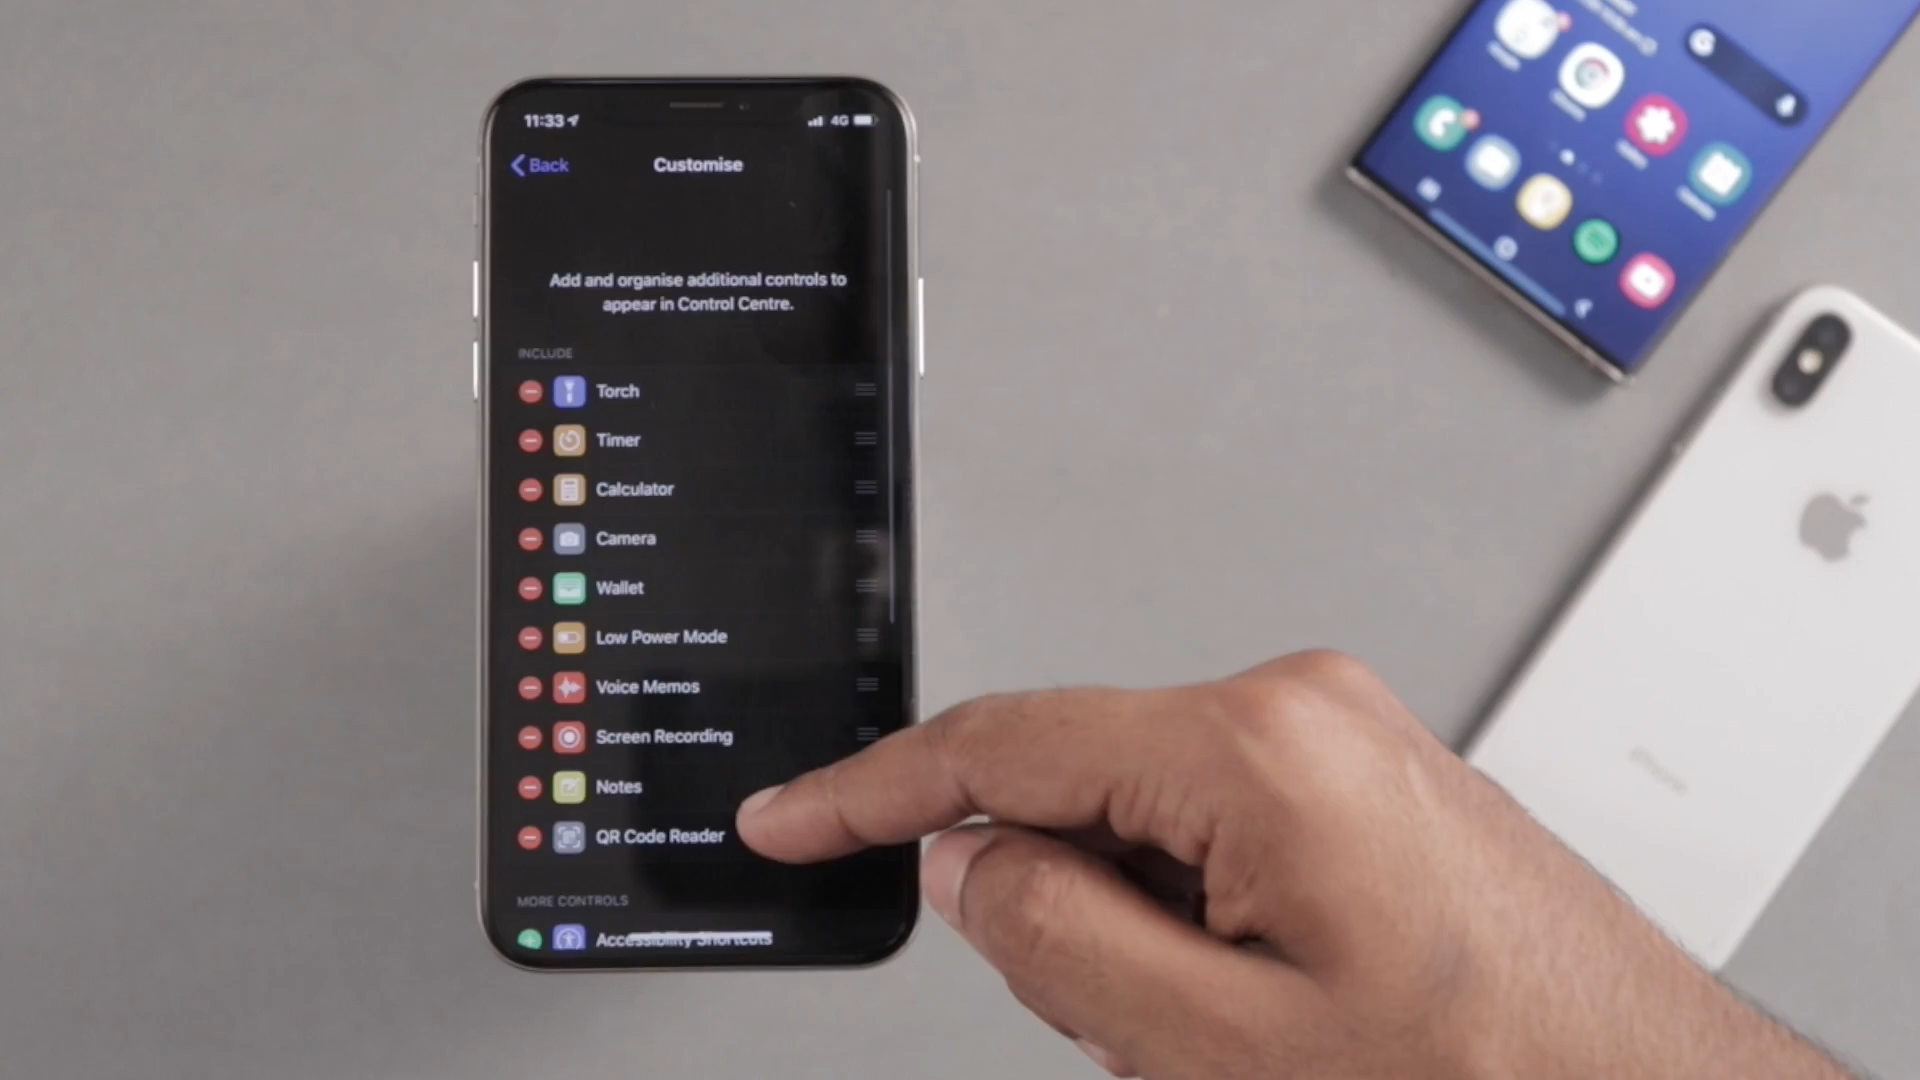 11:33
4G
Back
Customise
Add and organise additional controls to
appear in Control Centre.
INCLUDE
Torch
Timer
Calculator
Camera
Wallet
Low Power Mode
Voice Memos
Screen Recording
Notes
QR Code Reader
MORE CONTROLS
Accessibility Shortcuts
iPhone